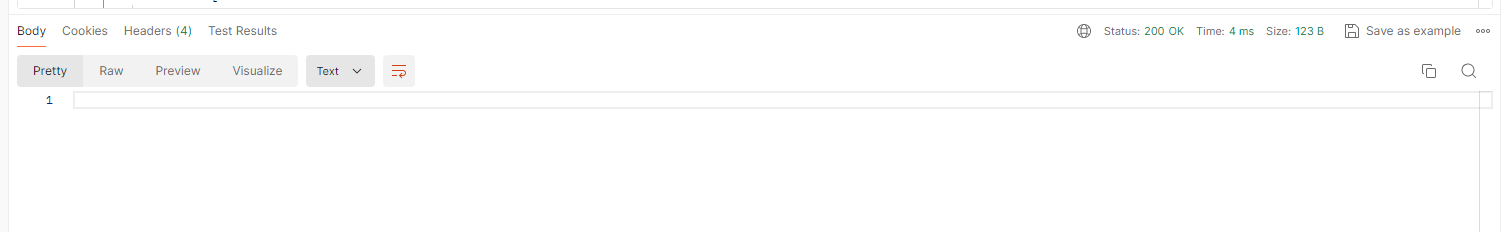 Body Cookies Headers (4) Test Results Status: 200 OK Time: 4 ms Size: 123 B Save as example
Pretty Raw Preview Visualize Text
1